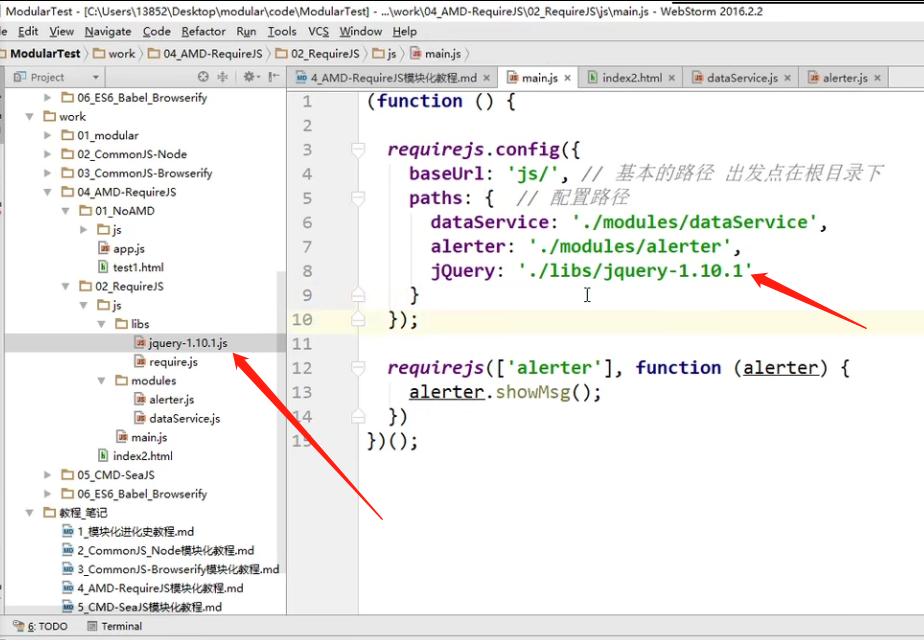 ModularTest - [C:\Users\13852\Desktop\modular\code\ModularTest] - ...\work\04_AMD-RequireJS\02_RequireJS\js\main.js - WebStorm 2016.2.2
Edit View Navigate Code Refactor Run Tools VCS Window Help
ModularTest work 04_AMD-RequireJS 02_RequireJS js main.js
Project
4_AMD-RequireJS模块化教程.md main.js index2.html dataService.js alerter.js
06_ES6_Babel_Browserify
work
01_modular
02_CommonJS-Node
03_CommonJS-Browserify
04_AMD-RequireJS
01_NoAMD
js
app.js
test1.html
02_RequireJS
js
libs
jquery-1.10.1.js
require.js
modules
alerter.js
dataService.js
main.js
index2.html
05_CMD-SeaJS
06_ES6_Babel_Browserify
教程_笔记
1_模块化进化史教程.md
2_CommonJS_Node模块化教程.md
3_CommonJS-Browserify模块化教程.md
4_AMD-RequireJS模块化教程.md
5_CMD-SeaJS模块化教程.md
1 (function () {
2
3 requirejs.config({
4 baseUrl: 'js/', // 基本的路径 出发点在根目录下
5 paths: { // 配置路径
6 dataService: './modules/dataService',
7 alerter: './modules/alerter',
8 jQuery: './libs/jquery-1.10.1'
9 }
10 });
11
12 requirejs(['alerter'], function (alerter) {
13 alerter.showMsg();
14 })
15 })();
6: TODO Terminal